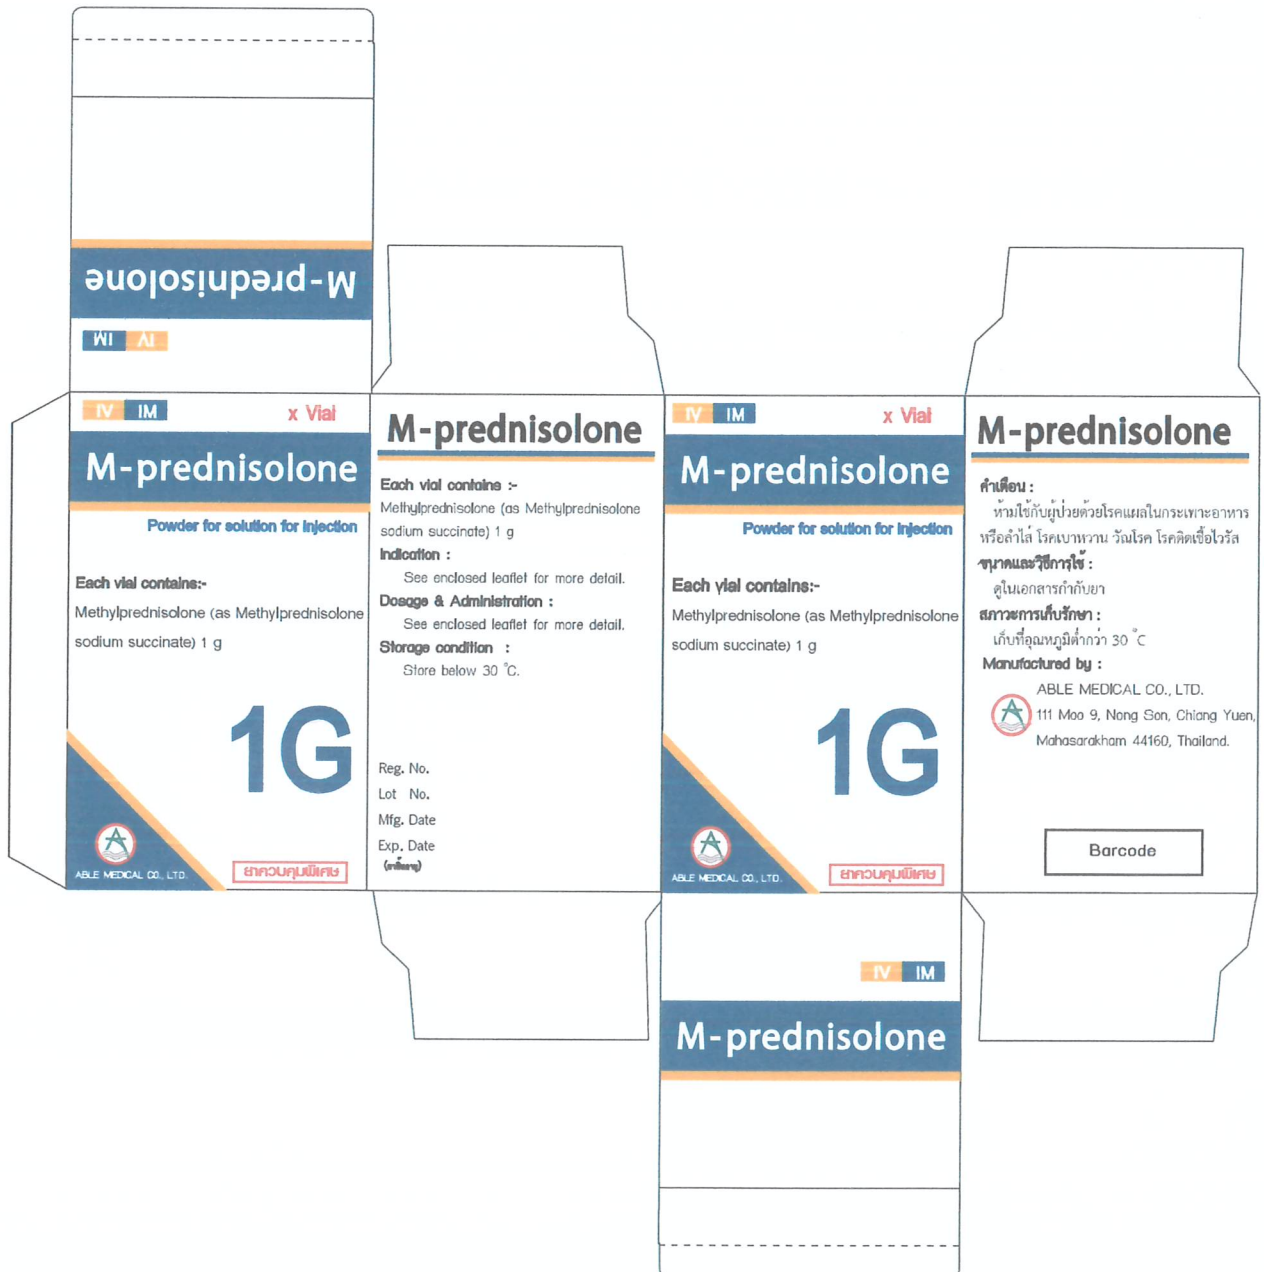 M-prednisolone
IV IM
IV IM
x Vial
M-prednisolone
Powder for solution for injection
Each vial contains:-
Methylprednisolone (as Methylprednisolone
sodium succinate) 1 g
1G
ABLE MEDICAL CO., LTD.
ยาควบคุมพิเศษ
M-prednisolone
Each vial contains :-
Methylprednisolone (as Methylprednisolone
sodium succinate) 1 g
Indication :
See enclosed leaflet for more detail.
Dosage & Administration :
See enclosed leaflet for more detail.
Storage condition :
Store below 30 °C.
Reg. No.
Lot No.
Mfg. Date
Exp. Date
(ยาสิ้นอายุ)
IV IM
x Vial
M-prednisolone
Powder for solution for injection
Each vial contains:-
Methylprednisolone (as Methylprednisolone
sodium succinate) 1 g
1G
ABLE MEDICAL CO., LTD.
ยาควบคุมพิเศษ
M-prednisolone
คำเตือน :
ห้ามใช้กับผู้ป่วยด้วยโรคแผลในกระเพาะอาหาร
หรือลำไส้ โรคเบาหวาน วัณโรค โรคติดเชื้อไวรัส
ขนาดและวิธีการใช้ :
ดูในเอกสารกำกับยา
สภาวะการเก็บรักษา :
เก็บที่อุณหภูมิต่ำกว่า 30 °C
Manufactured by :
ABLE MEDICAL CO., LTD.
111 Moo 9, Nong Son, Chiang Yuen,
Mahasarakham 44160, Thailand.
Barcode
IV IM
M-prednisolone